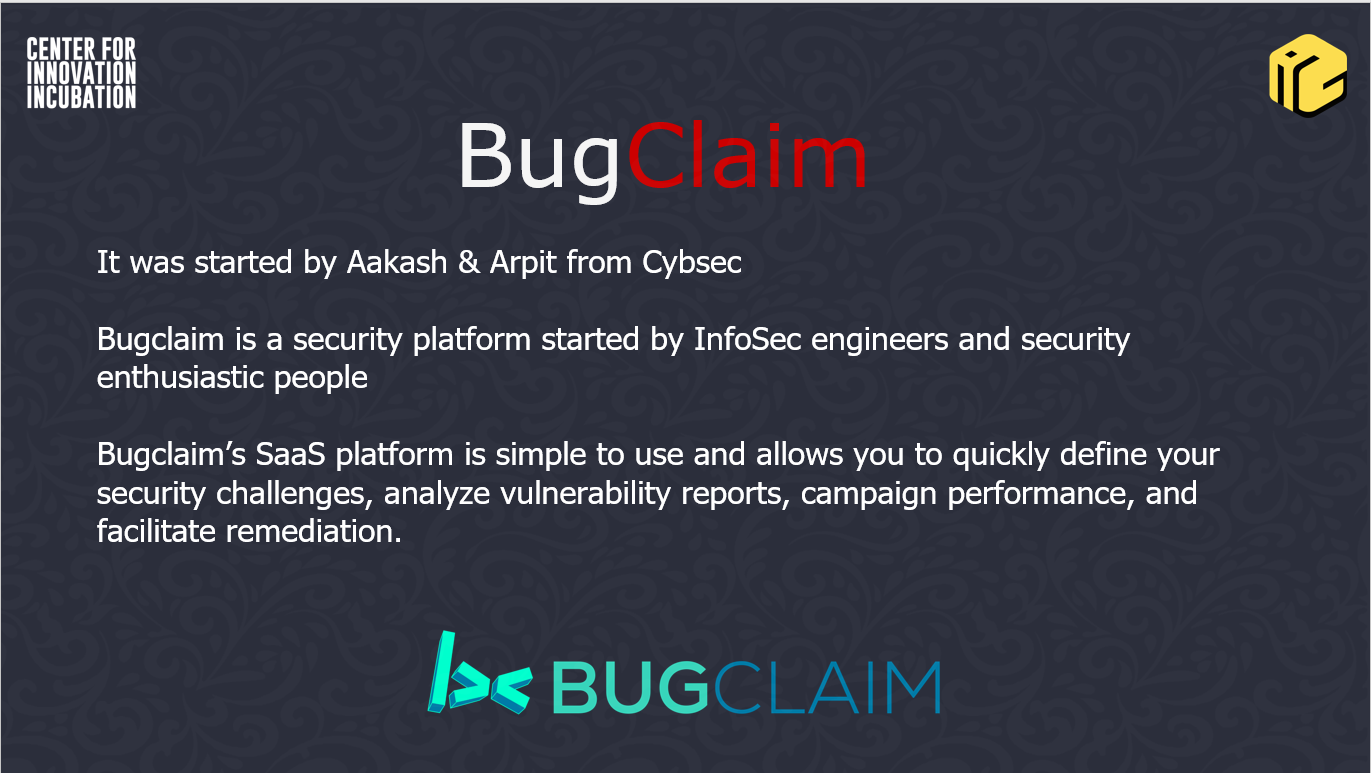 CENTER FOR
INNOVATION
INCUBATION
BugClaim
It was started by Aakash & Arpit from Cybsec
Bugclaim is a security platform started by InfoSec engineers and security
enthusiastic people
Bugclaim’s SaaS platform is simple to use and allows you to quickly define your
security challenges, analyze vulnerability reports, campaign performance, and
facilitate remediation.
bc BUGCLAIM